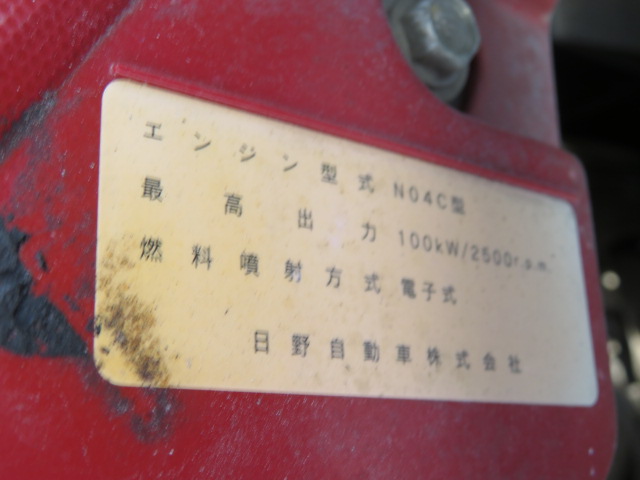 エンジン型式 N04C型
最高出力 100kW/2500r.p.m.
燃料噴射方式 電子式
日野自動車株式会社